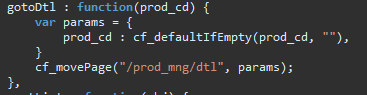 gotoDtl : function(prod_cd) {
    var params = {
        prod_cd : cf_defaultIfEmpty(prod_cd, ""),
    }
    cf_movePage("/prod_mng/dtl", params);
},